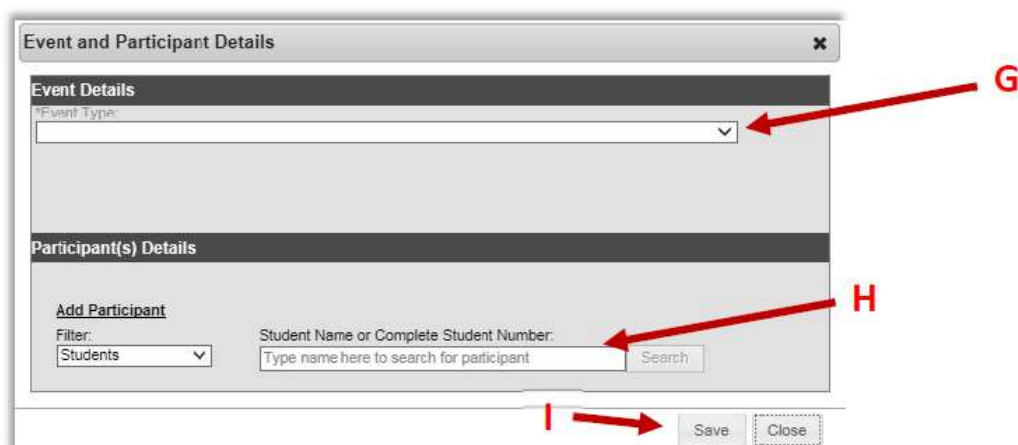 Event and Participant Details ✖
G
Event Details
*Event Type:
Participant(s) Details
H
Add Participant
Filter: Student Name or Complete Student Number:
Students Type name here to search for participant Search
I
Save Close